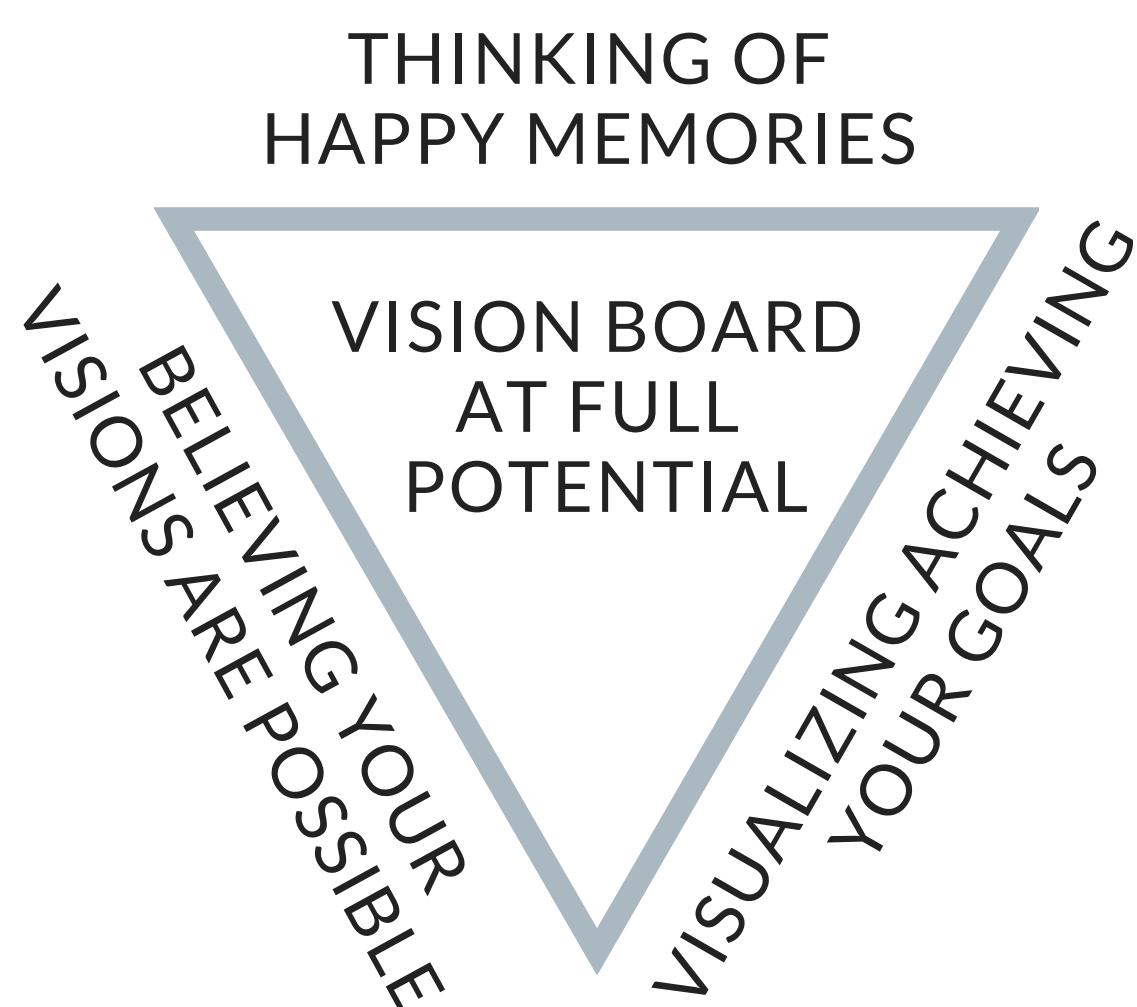 THINKING OF
HAPPY MEMORIES
VISION BOARD
AT FULL
POTENTIAL
BELIEVING YOUR
VISIONS ARE POSSIBLE
VISUALIZING ACHIEVING
YOUR GOALS